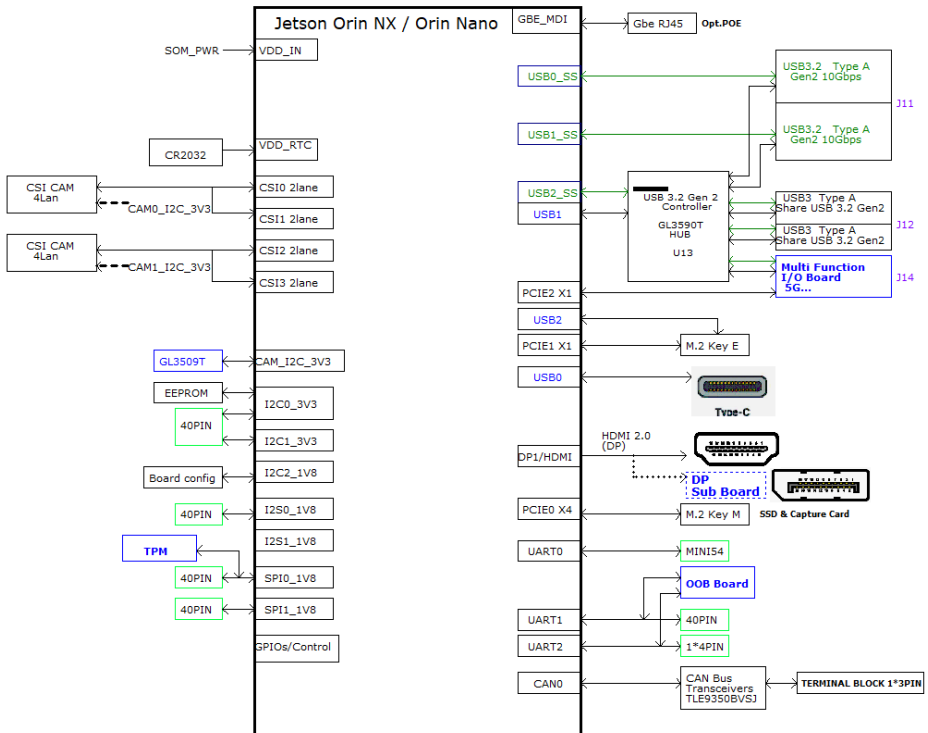 Jetson Orin NX / Orin Nano
GBE_MDI
Gbe RJ45
Opt.POE
SOM_PWR
VDD_IN
USB0_SS
USB3.2 Type A
Gen2 10Gbps
J11
USB1_SS
USB3.2 Type A
Gen2 10Gbps
CR2032
VDD_RTC
CSI CAM
4Lan
CAM0_I2C_3V3
CSI0 2lane
CSI1 2lane
USB2_SS
USB1
USB 3.2 Gen 2
Controller
GL3590T
HUB
U13
USB3 Type A
Share USB 3.2 Gen2
USB3 Type A
Share USB 3.2 Gen2
J12
CSI CAM
4Lan
CAM1_I2C_3V3
CSI2 2lane
CSI3 2lane
Multi Function
I/O Board
5G...
J14
PCIE2 X1
USB2
PCIE1 X1
M.2 Key E
GL3509T
CAM_I2C_3V3
USB0
Type-C
EEPROM
I2C0_3V3
40PIN
I2C1_3V3
HDMI 2.0
(DP)
DP1/HDMI
DP
Sub Board
Board config
I2C2_1V8
40PIN
I2S0_1V8
PCIE0 X4
M.2 Key M
SSD & Capture Card
I2S1_1V8
TPM
UART0
MINI54
40PIN
SPI0_1V8
OOB Board
40PIN
SPI1_1V8
UART1
40PIN
GPIOs/Control
UART2
1*4PIN
CAN0
CAN Bus
Transceivers
TLE9350BVSJ
TERMINAL BLOCK 1*3PIN